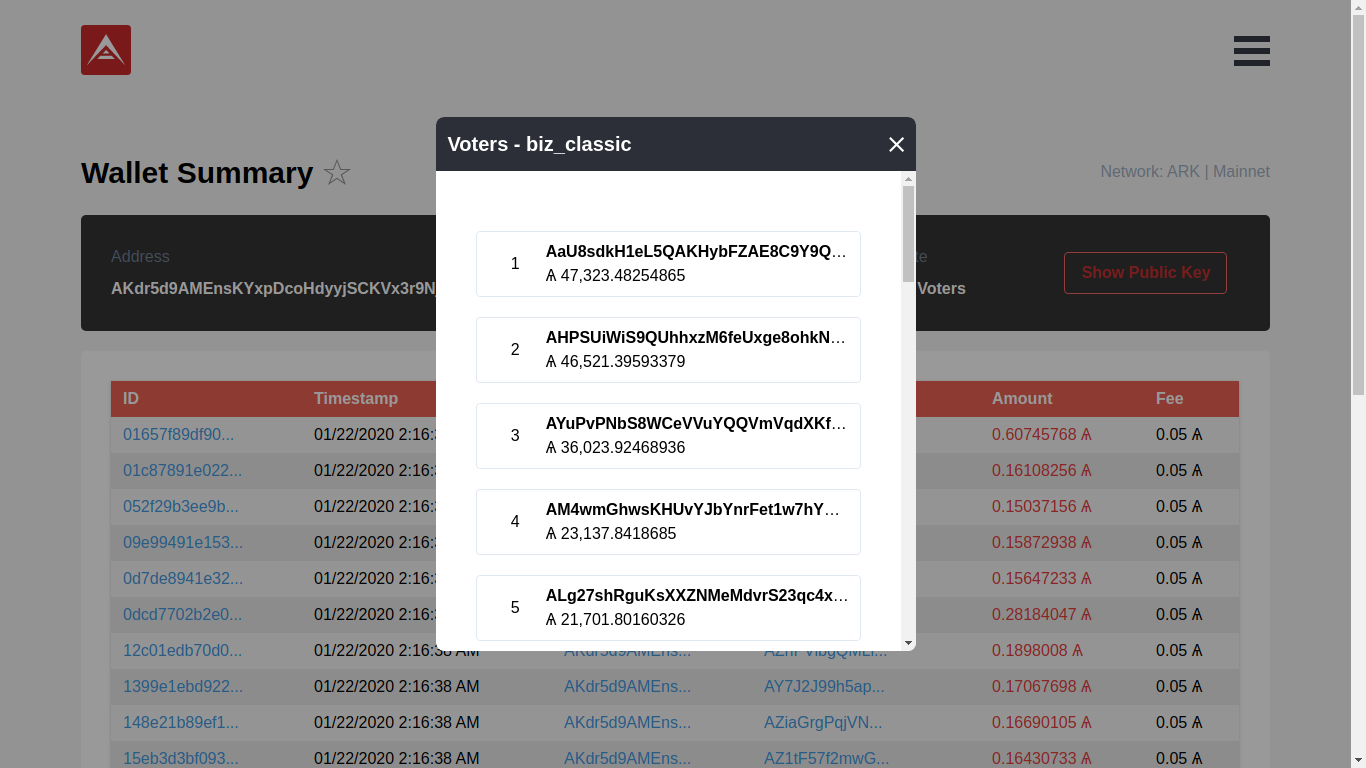 Voters - biz_classic
1 AaU8sdkH1eL5QAKHybFZAE8C9Y9Q...
Ѧ 47,323.48254865
2 AHPSUiWiS9QUhhxzM6feUxge8ohkN...
Ѧ 46,521.39593379
3 AYuPvPNbS8WCeVVuYQQVmVqdXKf...
Ѧ 36,023.92468936
4 AM4wmGhwsKHUvYJbYnrFet1w7hY...
Ѧ 23,137.8418685
5 ALg27shRguKsXXZNMeMdvrS23qc4x...
Ѧ 21,701.80160326
Wallet Summary ☆
Network: ARK | Mainnet
Address
AKdr5d9AMEnsKYxpDcoHdyyjSCKVx3r9N
Voters
Show Public Key
ID Timestamp Amount Fee
01657f89df90... 01/22/2020 2:16: 0.60745768 Ѧ 0.05 Ѧ
01c87891e022... 01/22/2020 2:16: 0.16108256 Ѧ 0.05 Ѧ
052f29b3ee9b... 01/22/2020 2:16: 0.15037156 Ѧ 0.05 Ѧ
09e99491e153... 01/22/2020 2:16: 0.15872938 Ѧ 0.05 Ѧ
0d7de8941e32... 01/22/2020 2:16: 0.15647233 Ѧ 0.05 Ѧ
0dcd7702b2e0... 01/22/2020 2:16: 0.28184047 Ѧ 0.05 Ѧ
12c01edb70d0... 01/22/2020 2:16:38 AM AKdr5d9AMEns... 0.1898008 Ѧ 0.05 Ѧ
1399e1ebd922... 01/22/2020 2:16:38 AM AKdr5d9AMEns... AY7J2J99h5ap... 0.17067698 Ѧ 0.05 Ѧ
148e21b89ef1... 01/22/2020 2:16:38 AM AKdr5d9AMEns... AZiaGrgPqjVN... 0.16690105 Ѧ 0.05 Ѧ
15eb3d3bf093... 01/22/2020 2:16:38 AM AKdr5d9AMEns... AZ1tF57f2mwG... 0.16430733 Ѧ 0.05 Ѧ